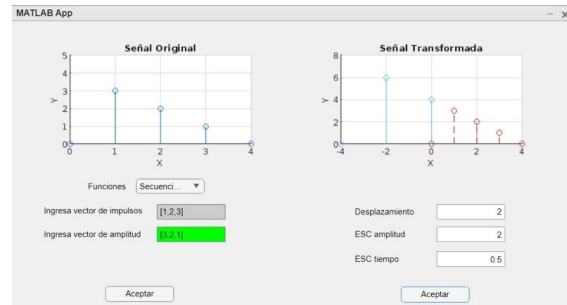 MATLAB App
Señal Original
5
4
3
2
1
0
Y
0 1 2 3 4
X
Señal Transformada
8
6
4
2
0
Y
-4 -2 0 2 4
X
Funciones Secuenci...
Ingresa vector de impulsos [1,2,3]
Ingresa vector de amplitud [3,2,1]
Aceptar
Desplazamiento 2
ESC amplitud 2
ESC tiempo 0.5
Aceptar